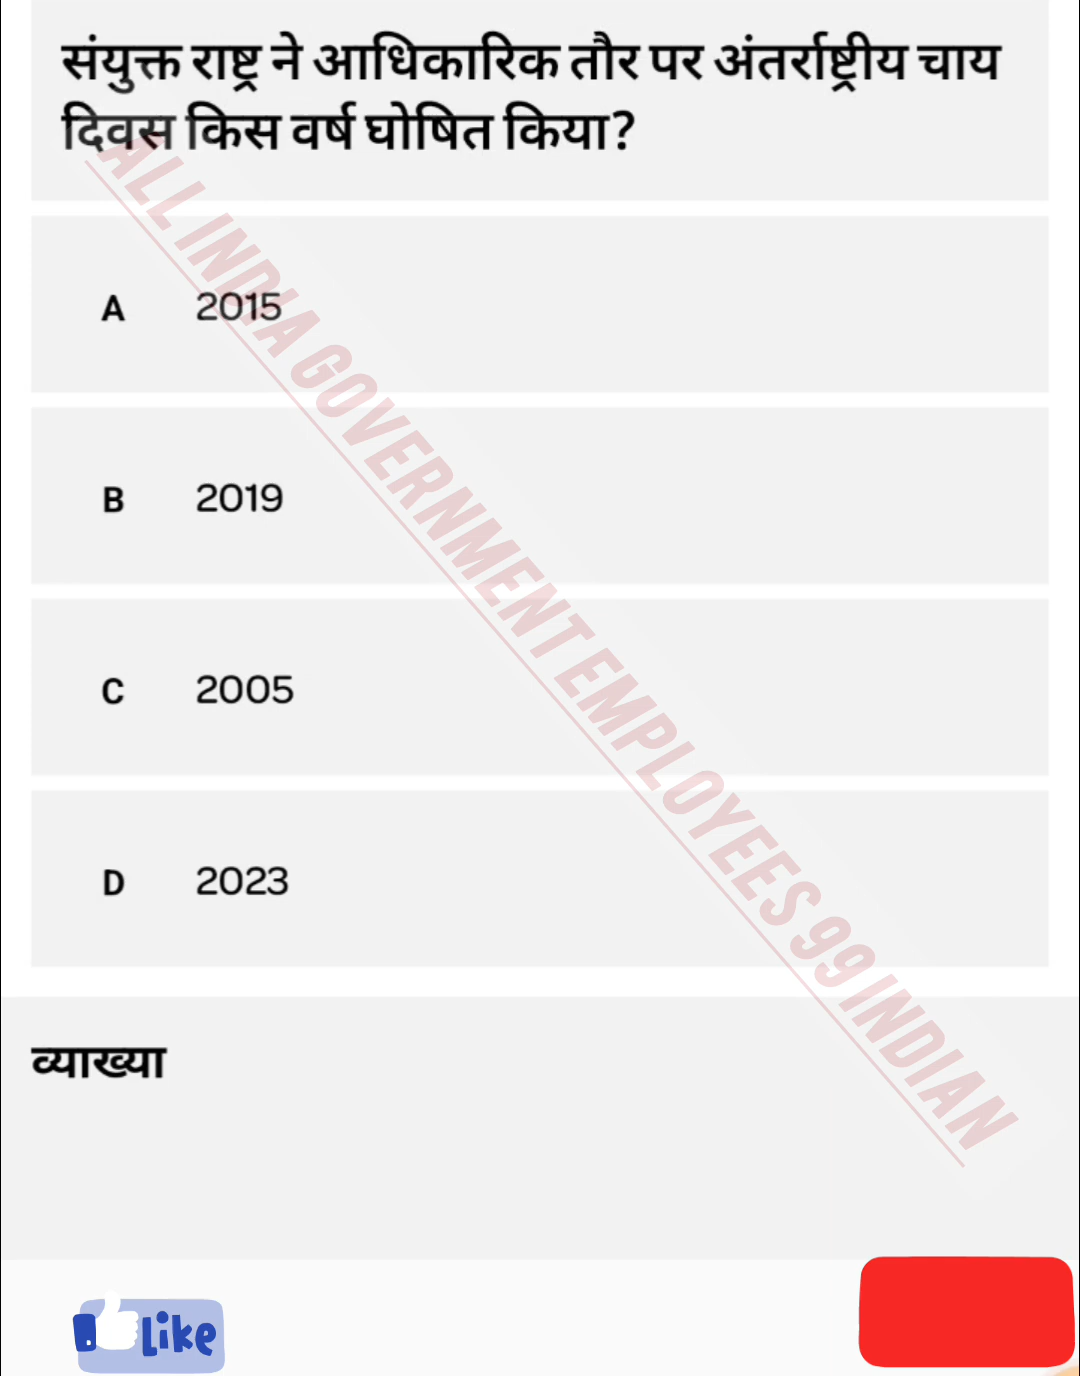 संयुक्त राष्ट्र ने आधिकारिक तौर पर अंतर्राष्ट्रीय चाय
दिवस किस वर्ष घोषित किया?
A 2015
B 2019
C 2005
D 2023
व्याख्या
ALL INDIA GOVERNMENT EMPLOYEES 99 INDIAN
Like